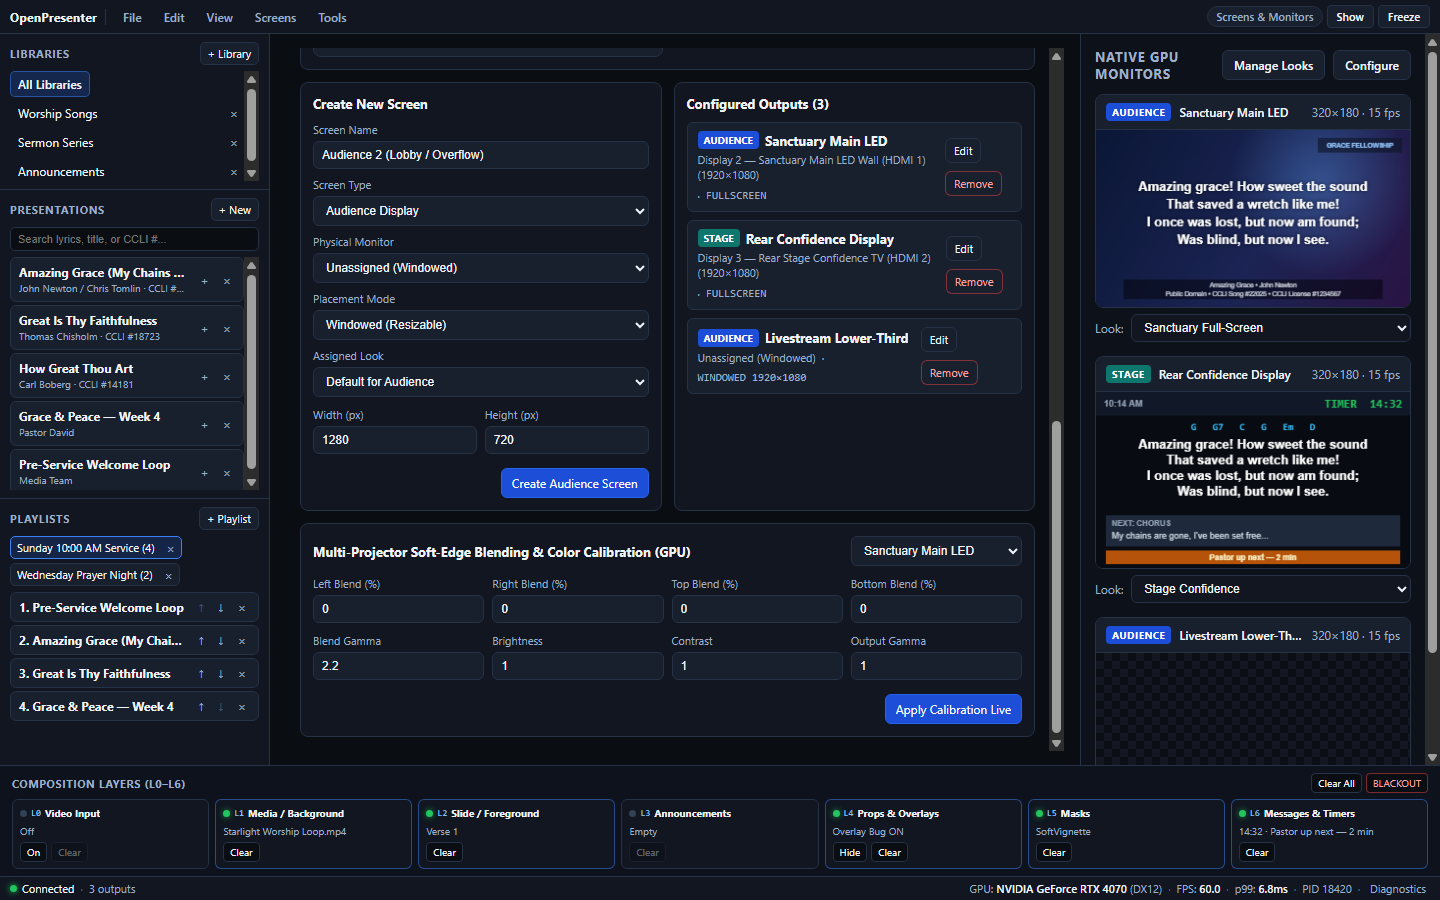 OpenPresenter
File
Edit
View
Screens
Tools
Screens & Monitors
Show
Freeze
LIBRARIES
+ Library
All Libraries
Worship Songs ×
Sermon Series ×
Announcements ×
PRESENTATIONS
+ New
Search lyrics, title, or CCLI #...
Amazing Grace (My Chains ...
John Newton / Chris Tomlin · CCLI #...
+ ×
Great Is Thy Faithfulness
Thomas Chisholm · CCLI #18723
+ ×
How Great Thou Art
Carl Boberg · CCLI #14181
+ ×
Grace & Peace — Week 4
Pastor David
+ ×
Pre-Service Welcome Loop
Media Team
+ ×
PLAYLISTS
+ Playlist
Sunday 10:00 AM Service (4) ×
Wednesday Prayer Night (2) ×
1. Pre-Service Welcome Loop ↑ ↓ ×
2. Amazing Grace (My Chai... ↑ ↓ ×
3. Great Is Thy Faithfulness ↑ ↓ ×
4. Grace & Peace — Week 4 ↑ ↓ ×
Create New Screen
Screen Name
Audience 2 (Lobby / Overflow)
Screen Type
Audience Display
Physical Monitor
Unassigned (Windowed)
Placement Mode
Windowed (Resizable)
Assigned Look
Default for Audience
Width (px)
1280
Height (px)
720
Create Audience Screen
Configured Outputs (3)
AUDIENCE Sanctuary Main LED
Display 2 — Sanctuary Main LED Wall (HDMI 1)
(1920×1080)
· FULLSCREEN
Edit
Remove
STAGE Rear Confidence Display
Display 3 — Rear Stage Confidence TV (HDMI 2)
(1920×1080)
· FULLSCREEN
Edit
Remove
AUDIENCE Livestream Lower-Third
Unassigned (Windowed) ·
WINDOWED 1920×1080
Edit
Remove
Multi-Projector Soft-Edge Blending & Color Calibration (GPU)
Sanctuary Main LED
Left Blend (%)
0
Right Blend (%)
0
Top Blend (%)
0
Bottom Blend (%)
0
Blend Gamma
2.2
Brightness
1
Contrast
1
Output Gamma
1
Apply Calibration Live
NATIVE GPU
MONITORS
Manage Looks
Configure
AUDIENCE Sanctuary Main LED 320×180 · 15 fps
GRACE FELLOWSHIP
Amazing grace! How sweet the sound
That saved a wretch like me!
I once was lost, but now am found;
Was blind, but now I see.
Amazing Grace • John Newton
Public Domain • CCLI Song #22025 • CCLI License #1234567
Look: Sanctuary Full-Screen
STAGE Rear Confidence Display 320×180 · 15 fps
10:14 AM
TIMER 14:32
G G7 C G Em D
Amazing grace! How sweet the sound
That saved a wretch like me!
I once was lost, but now am found;
Was blind, but now I see.
NEXT: CHORUS
My chains are gone, I've been set free...
Pastor up next — 2 min
Look: Stage Confidence
AUDIENCE Livestream Lower-Th... 320×180 · 15 fps
COMPOSITION LAYERS (L0–L6)
Clear All
BLACKOUT
L0 Video Input
Off
On
Clear
L1 Media / Background
Starlight Worship Loop.mp4
Clear
L2 Slide / Foreground
Verse 1
Clear
L3 Announcements
Empty
Clear
L4 Props & Overlays
Overlay Bug ON
Hide
Clear
L5 Masks
SoftVignette
Clear
L6 Messages & Timers
14:32 · Pastor up next — 2 min
Clear
Connected · 3 outputs
GPU: NVIDIA GeForce RTX 4070 (DX12) · FPS: 60.0 · p99: 6.8ms · PID 18420 · Diagnostics